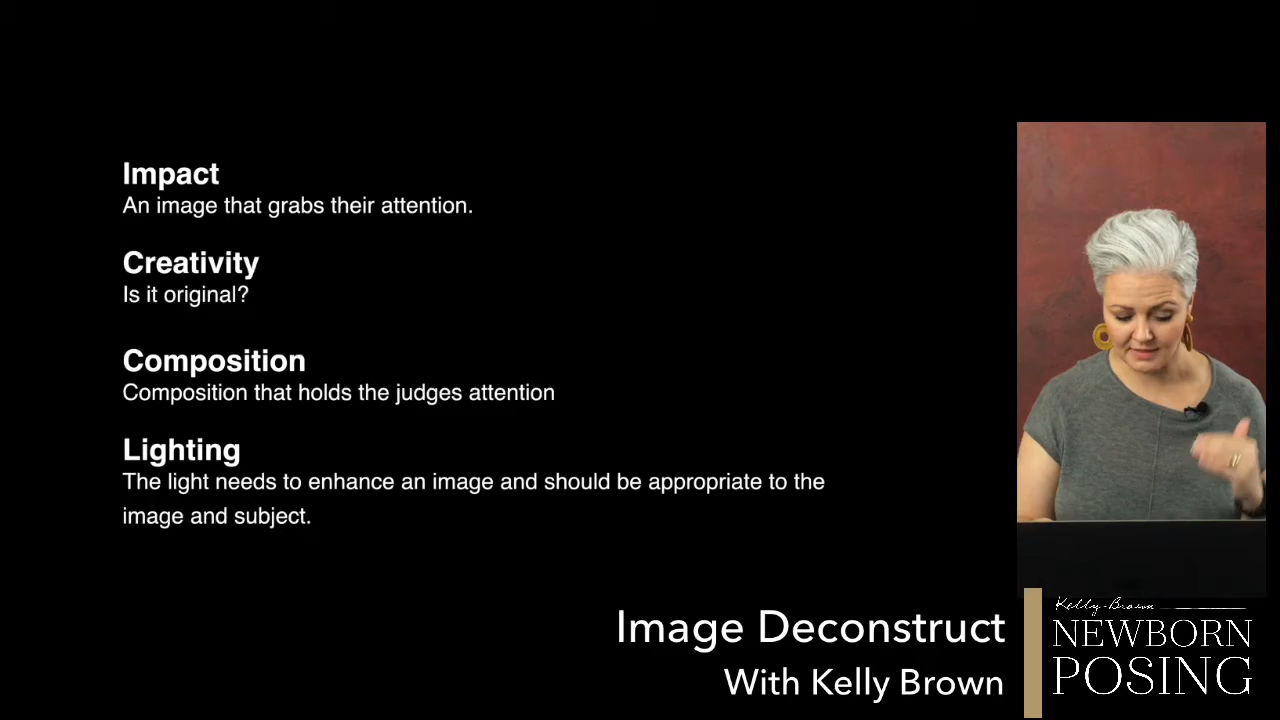 Impact
An image that grabs their attention.
Creativity
Is it original?
Composition
Composition that holds the judges attention
Lighting
The light needs to enhance an image and should be appropriate to the
image and subject.
Image Deconstruct
With Kelly Brown
Kelly Brown
NEWBORN
POSING